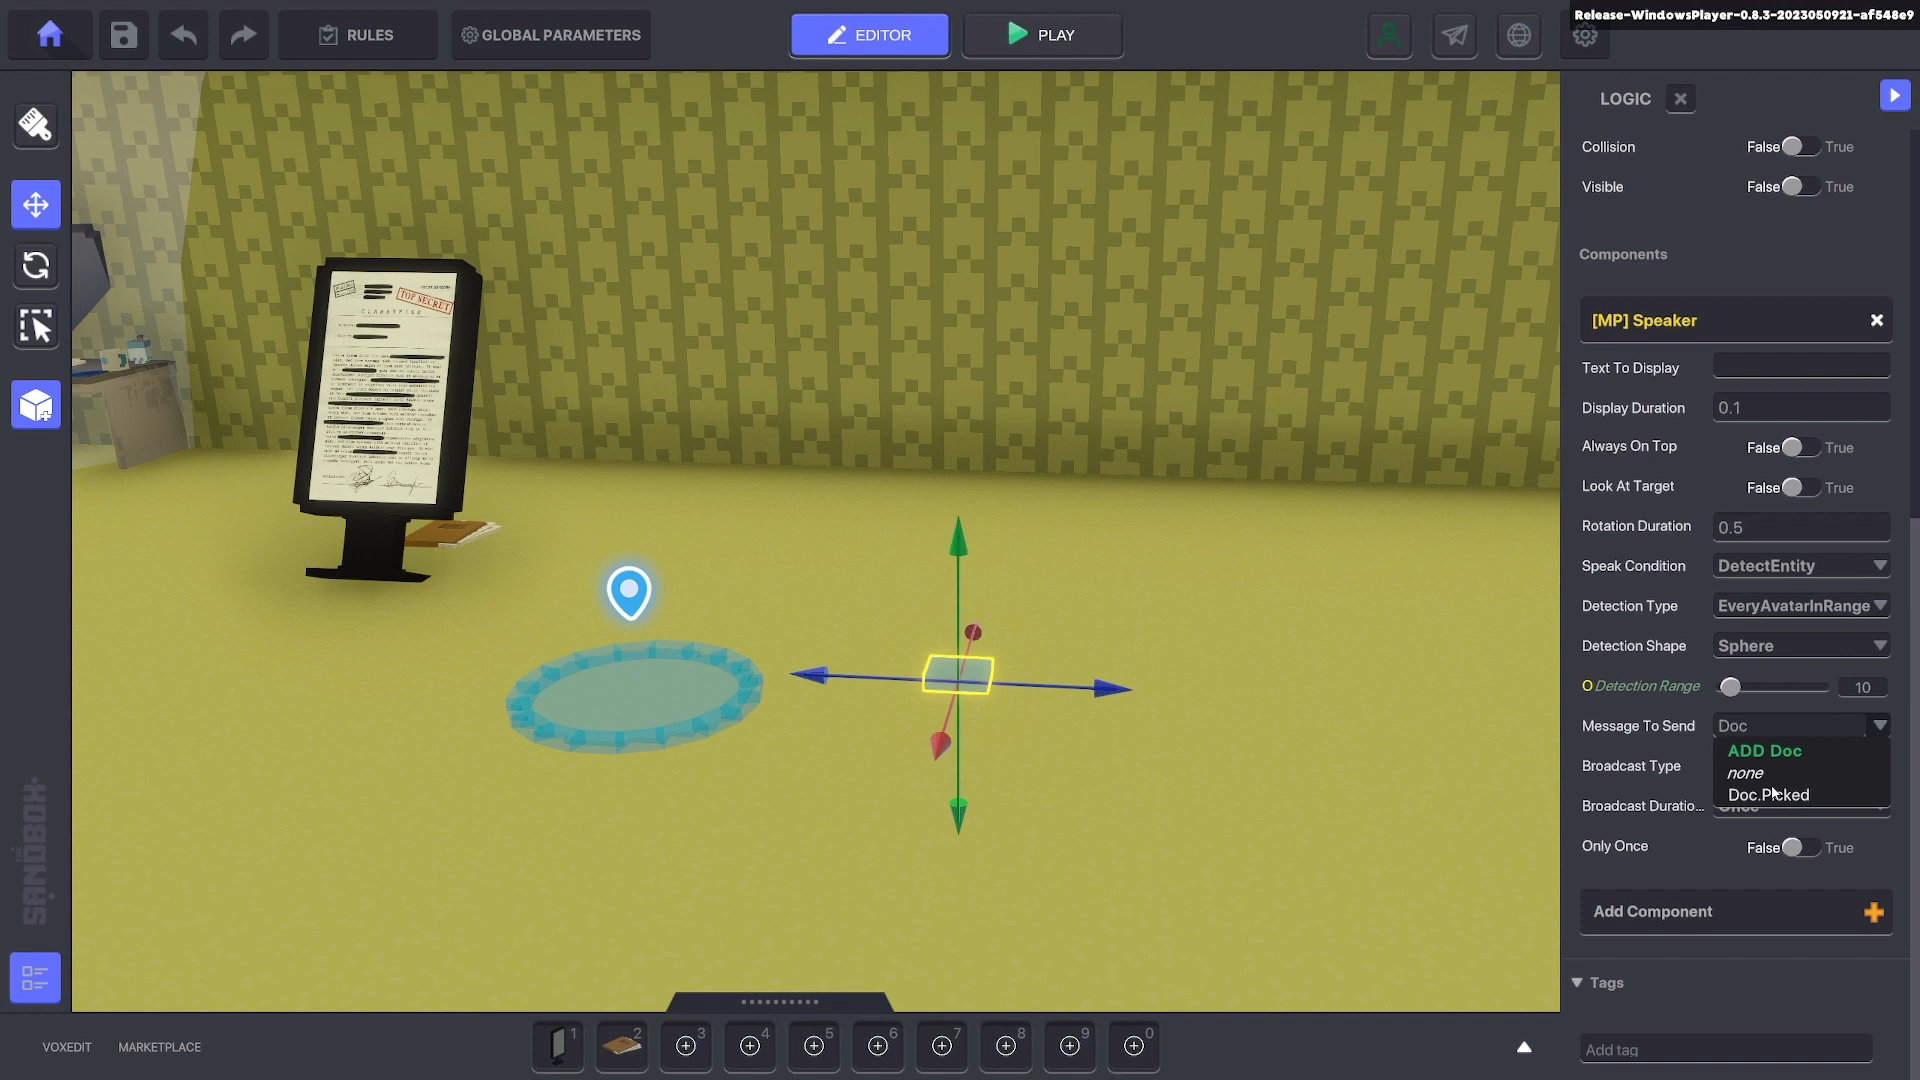 Release-WindowsPlayer-0.8.3-2023050921-af548e9
RULES
GLOBAL PARAMETERS
EDITOR
PLAY
LOGIC
Collision
False
True
Visible
False
True
Components
[MP] Speaker
Text To Display
Display Duration
0.1
Always On Top
False
True
Look At Target
False
True
Rotation Duration
0.5
Speak Condition
DetectEntity
Detection Type
EveryAvatarInRange
Detection Shape
Sphere
Detection Range
10
Message To Send
Doc
ADD Doc
none
Doc.Picked
Broadcast Type
Broadcast Duratio...
Once
Only Once
False
True
Add Component
Tags
Add tag
TOP SECRET
CLASSIFIED
THE SANDBOX
VOXEDIT
MARKETPLACE
1
2
3
4
5
6
7
8
9
0